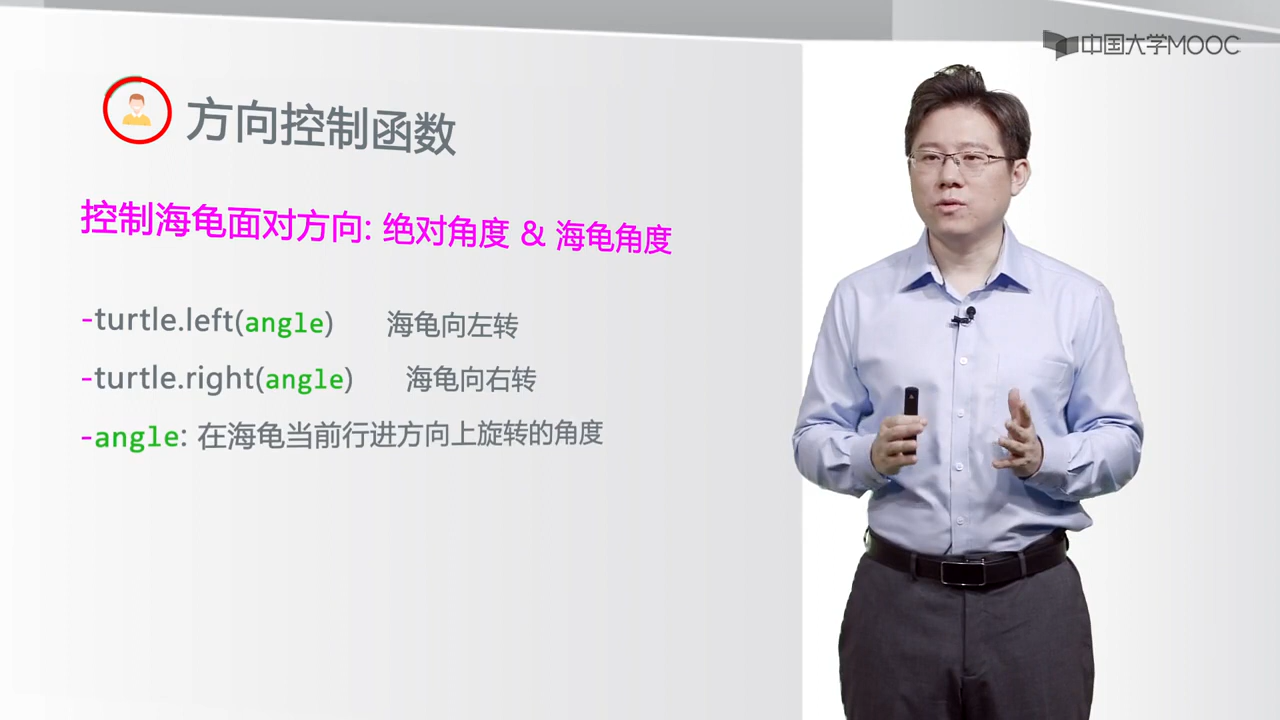 中国大学MOOC
方向控制函数
控制海龟面对方向: 绝对角度 & 海龟角度
-turtle.left(angle) 海龟向左转
-turtle.right(angle) 海龟向右转
-angle: 在海龟当前行进方向上旋转的角度